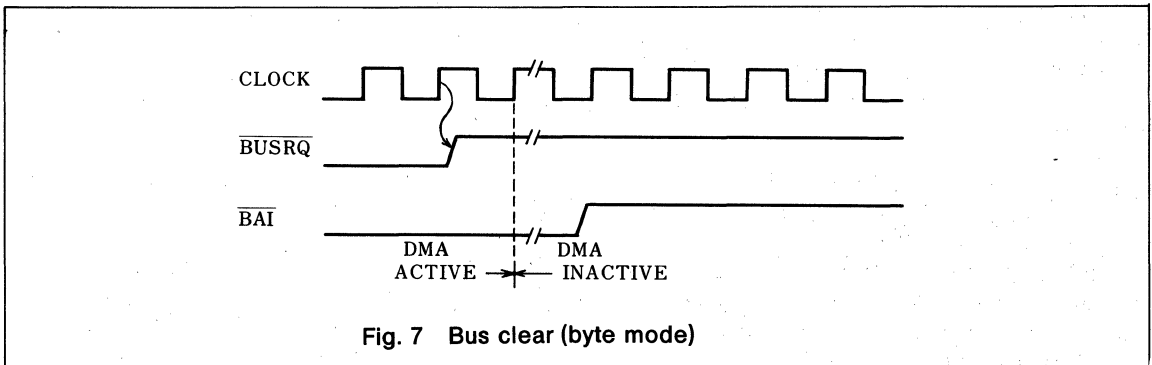 CLOCK
BUSRQ
BAI
DMA ACTIVE
DMA INACTIVE
Fig. 7 Bus clear (byte mode)